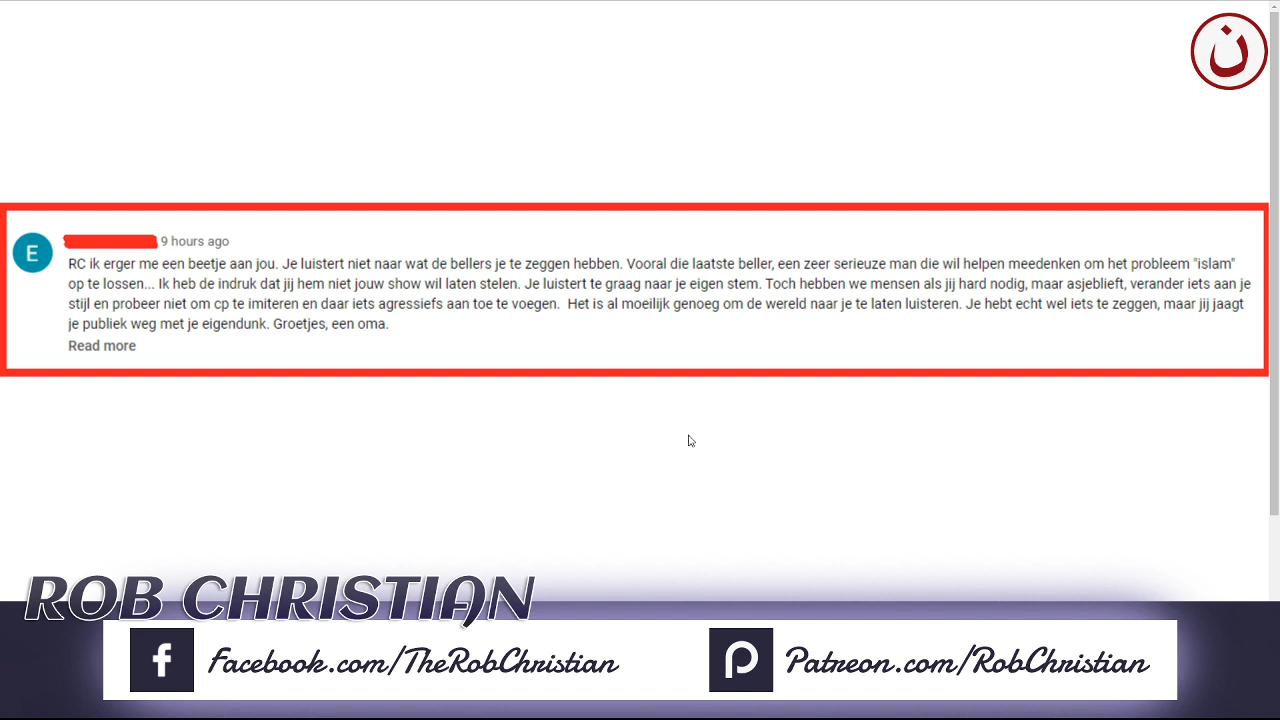 ن
E
9 hours ago
RC ik erger me een beetje aan jou. Je luistert niet naar wat de bellers je te zeggen hebben. Vooral die laatste beller, een zeer serieuze man die wil helpen meedenken om het probleem "islam"
op te lossen... Ik heb de indruk dat jij hem niet jouw show wil laten stelen. Je luistert te graag naar je eigen stem. Toch hebben we mensen als jij hard nodig, maar asjeblieft, verander iets aan je
stijl en probeer niet om cp te imiteren en daar iets agressiefs aan toe te voegen.  Het is al moeilijk genoeg om de wereld naar je te laten luisteren. Je hebt echt wel iets te zeggen, maar jij jaagt
je publiek weg met je eigendunk. Groetjes, een oma.
Read more
ROB CHRISTIAN
Facebook.com/TheRobChristian
Patreon.com/RobChristian